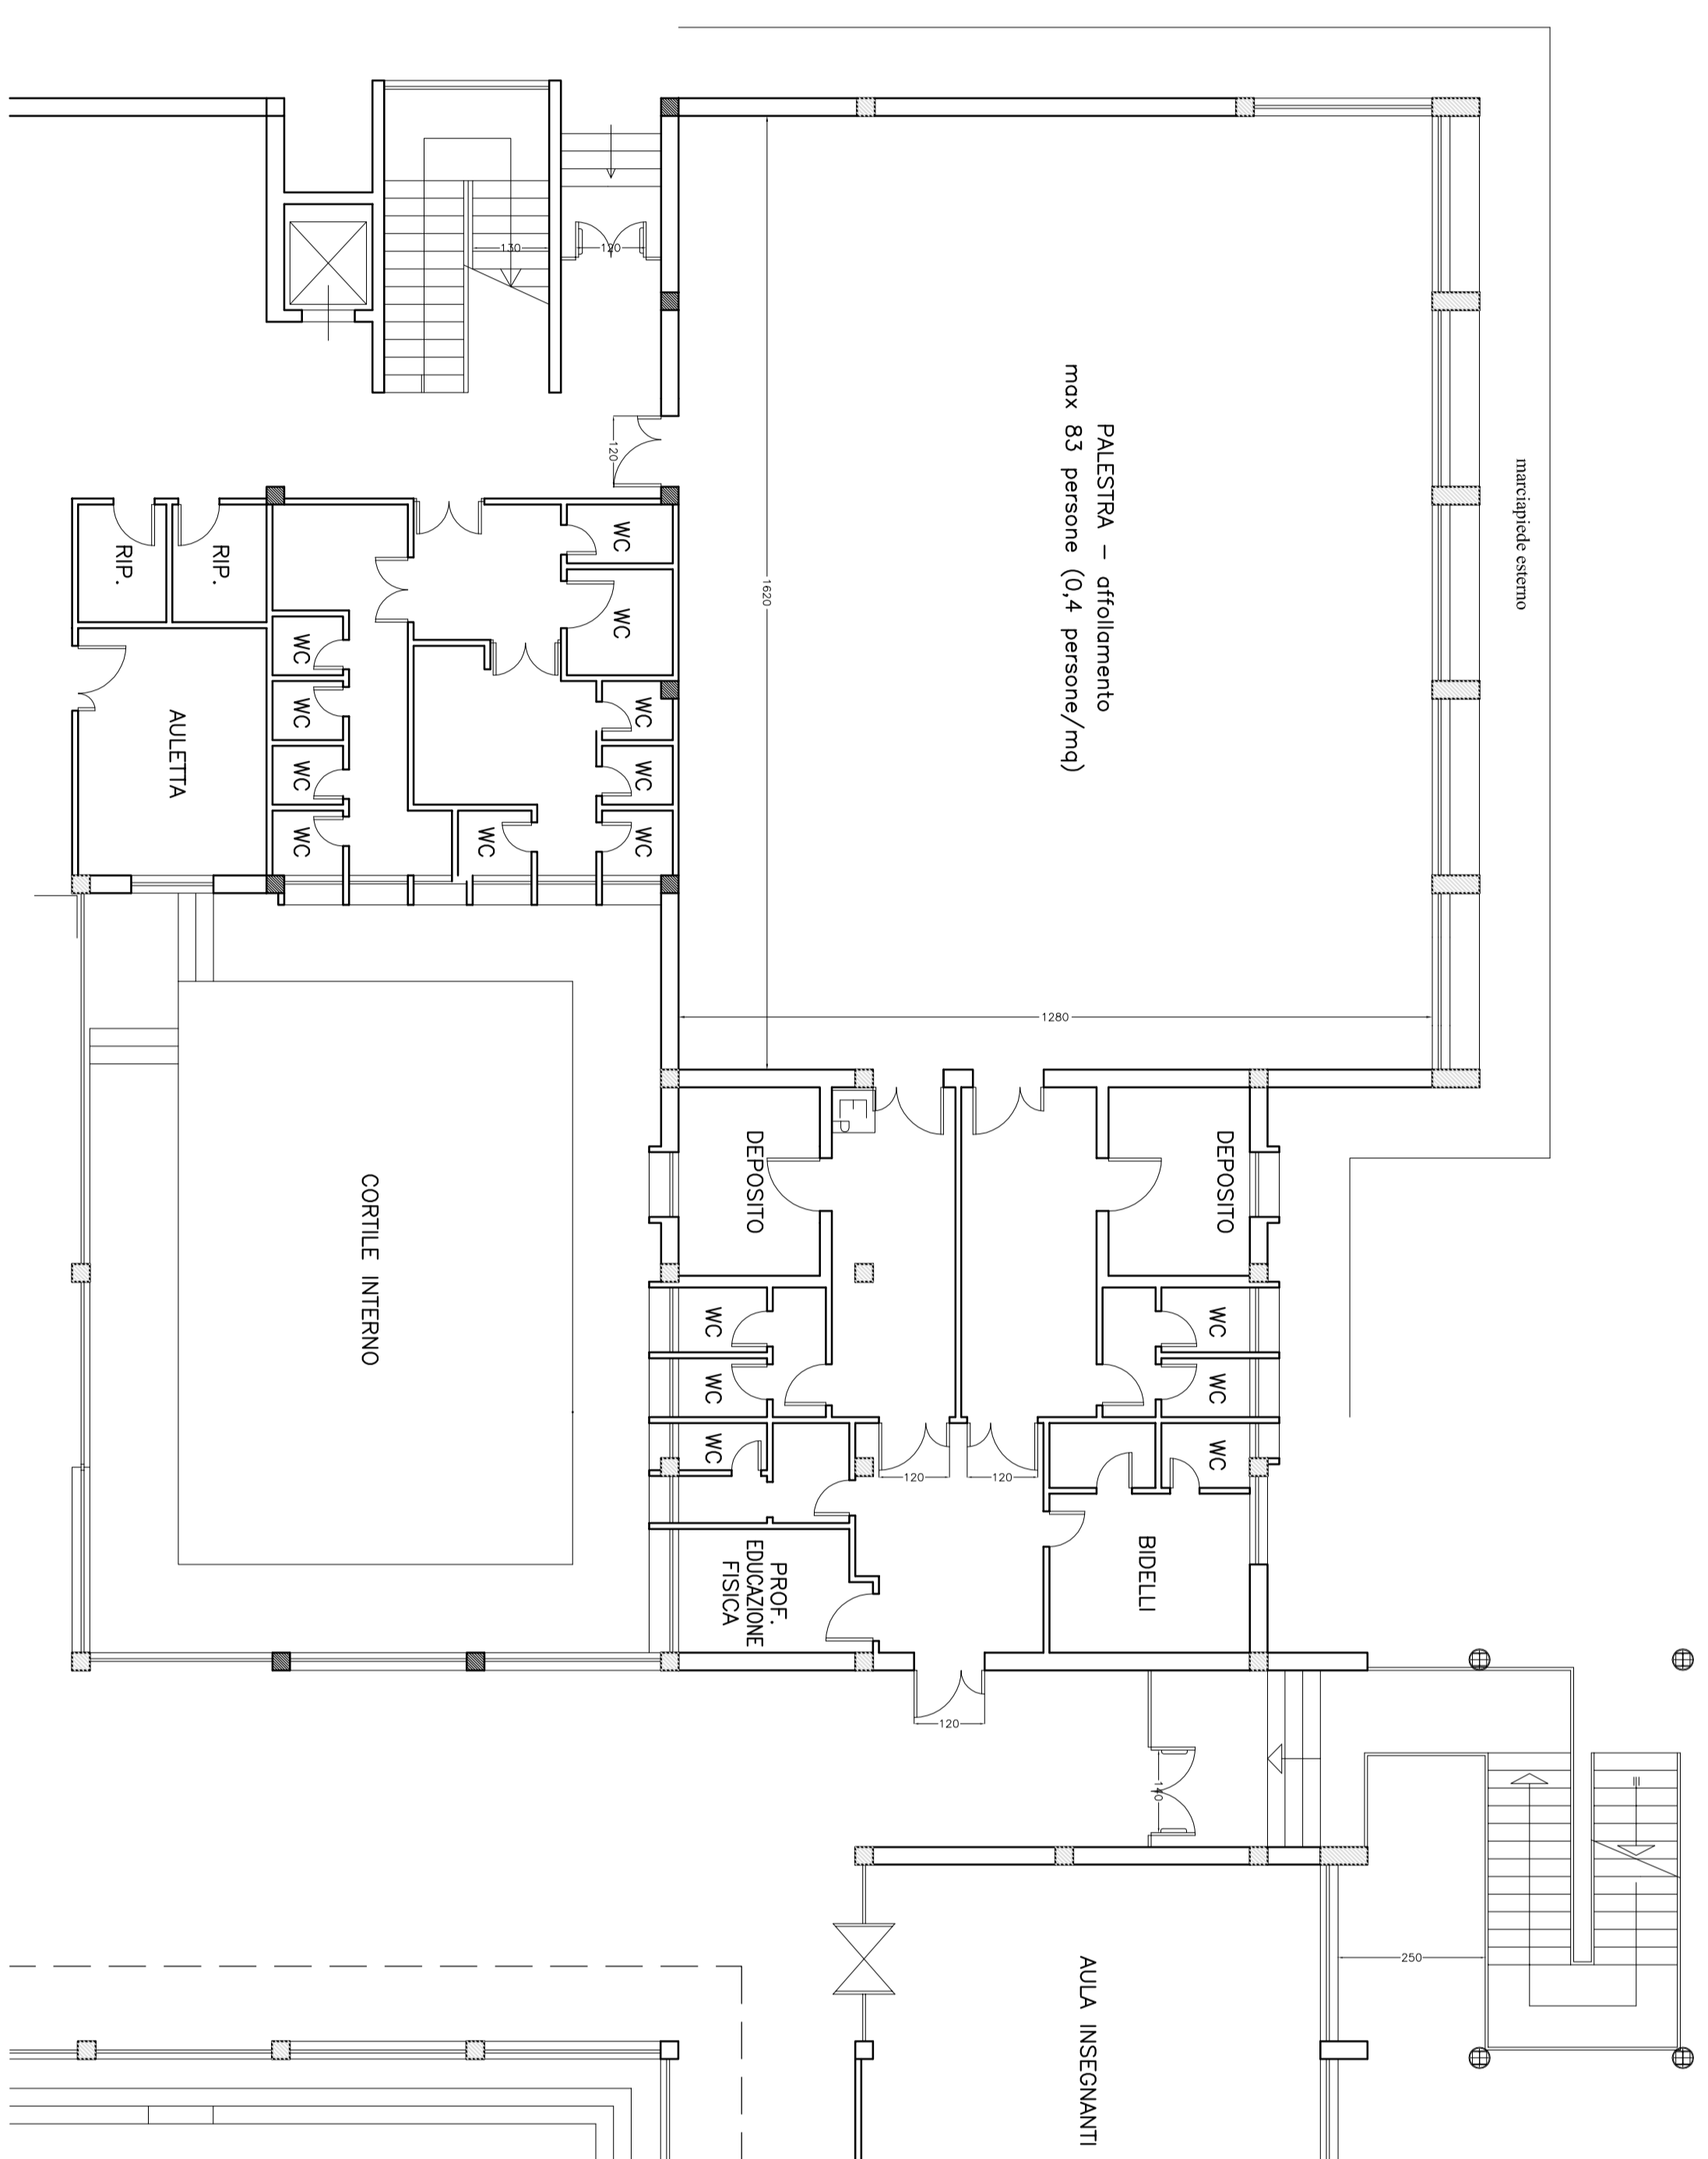 marciapiede esterno
PALESTRA – affollamento
max 83 persone (0,4 persone/mq)
1620
1280
130
120
120
WC
WC
WC
WC
WC
WC
WC
WC
WC
WC
RIP.
RIP.
AULETTA
CORTILE INTERNO
DEPOSITO
DEPOSITO
EP
WC
WC
WC
WC
WC
WC
120
120
BIDELLI
PROF.
EDUCAZIONE
FISICA
120
140
250
AULA INSEGNANTI